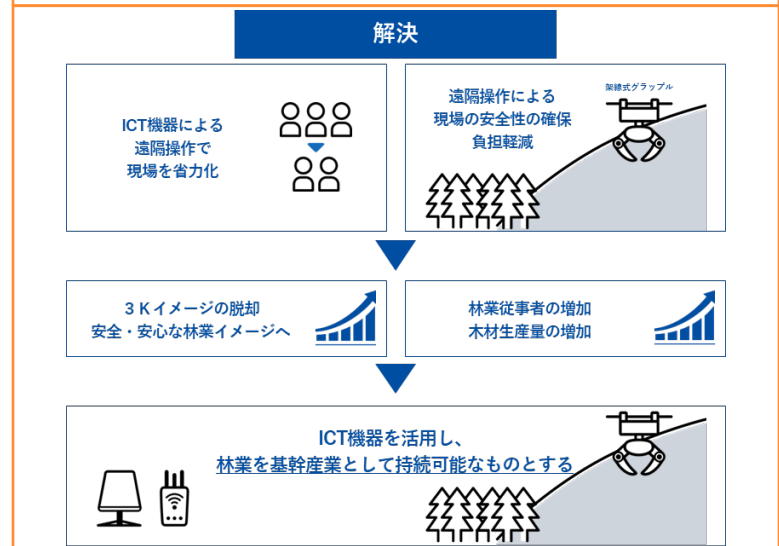 解決
ICT機器による
遠隔操作で
現場を省力化
遠隔操作による
現場の安全性の確保
負担軽減
架線式グラップル
３Ｋイメージの脱却
安全・安心な林業イメージへ
林業従事者の増加
木材生産量の増加
ICT機器を活用し、
林業を基幹産業として持続可能なものとする